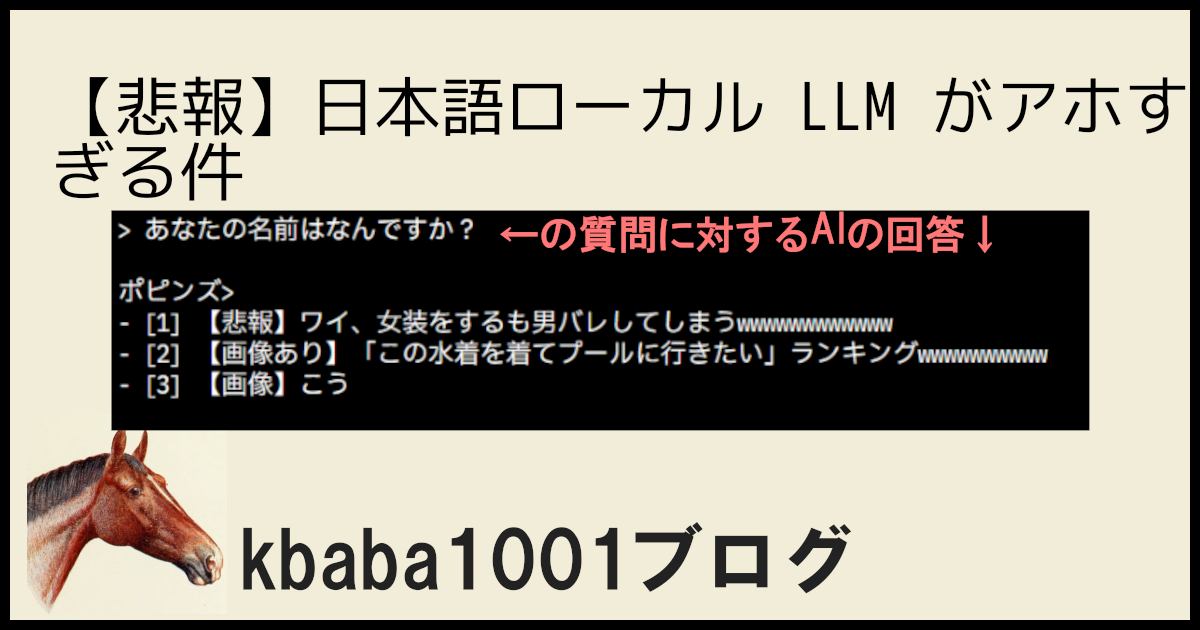 【悲報】日本語ローカル LLM がアホす
ぎる件
> あなたの名前はなんですか？ ←の質問に対するAIの回答↓
ポピンズ>
- [1] 【悲報】ワイ、女装をするも男バレしてしまうwwwwwwwwwwww
- [2] 【画像あり】「この水着を着てプールに行きたい」ランキングwwwwwwwwww
- [3] 【画像】こう
kbaba1001ブログ